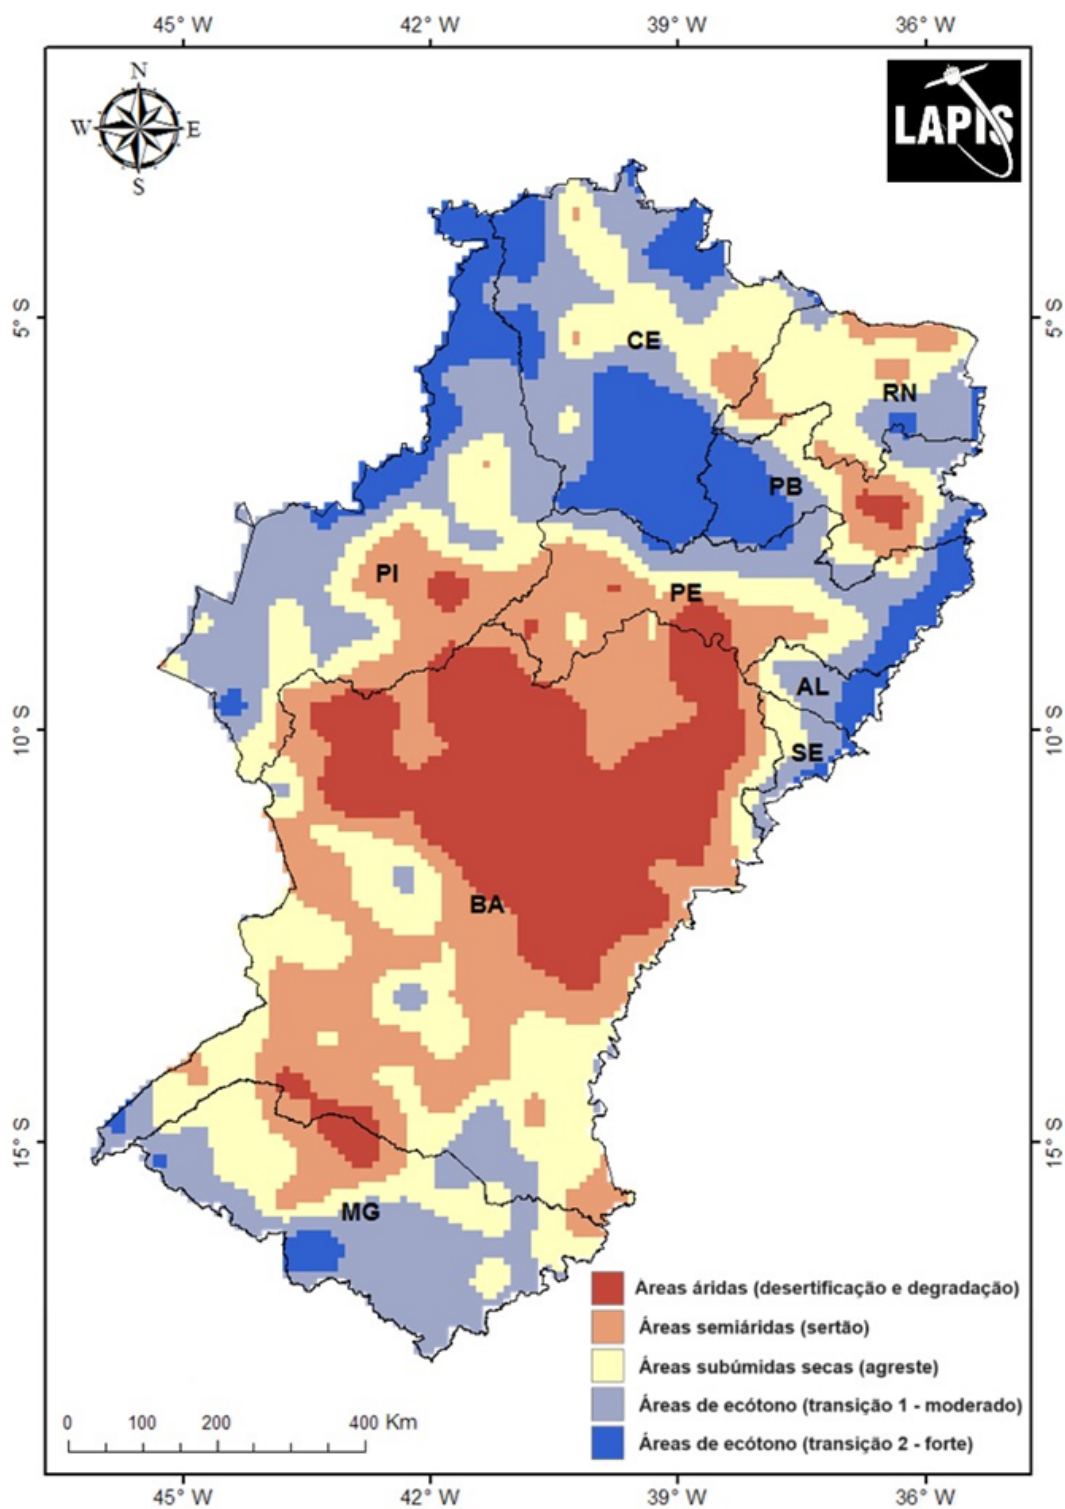 45° W 42° W 39° W 36° W
N
W E
S
LAPIS
5° S 5° S
CE
RN
PB
PI
PE
AL
10° S 10° S
SE
BA
15° S 15° S
MG
Áreas áridas (desertificação e degradação)
Áreas semiáridas (sertão)
Áreas subúmidas secas (agreste)
Áreas de ecótono (transição 1 - moderado)
Áreas de ecótono (transição 2 - forte)
0 100 200 400 Km
45° W 42° W 39° W 36° W